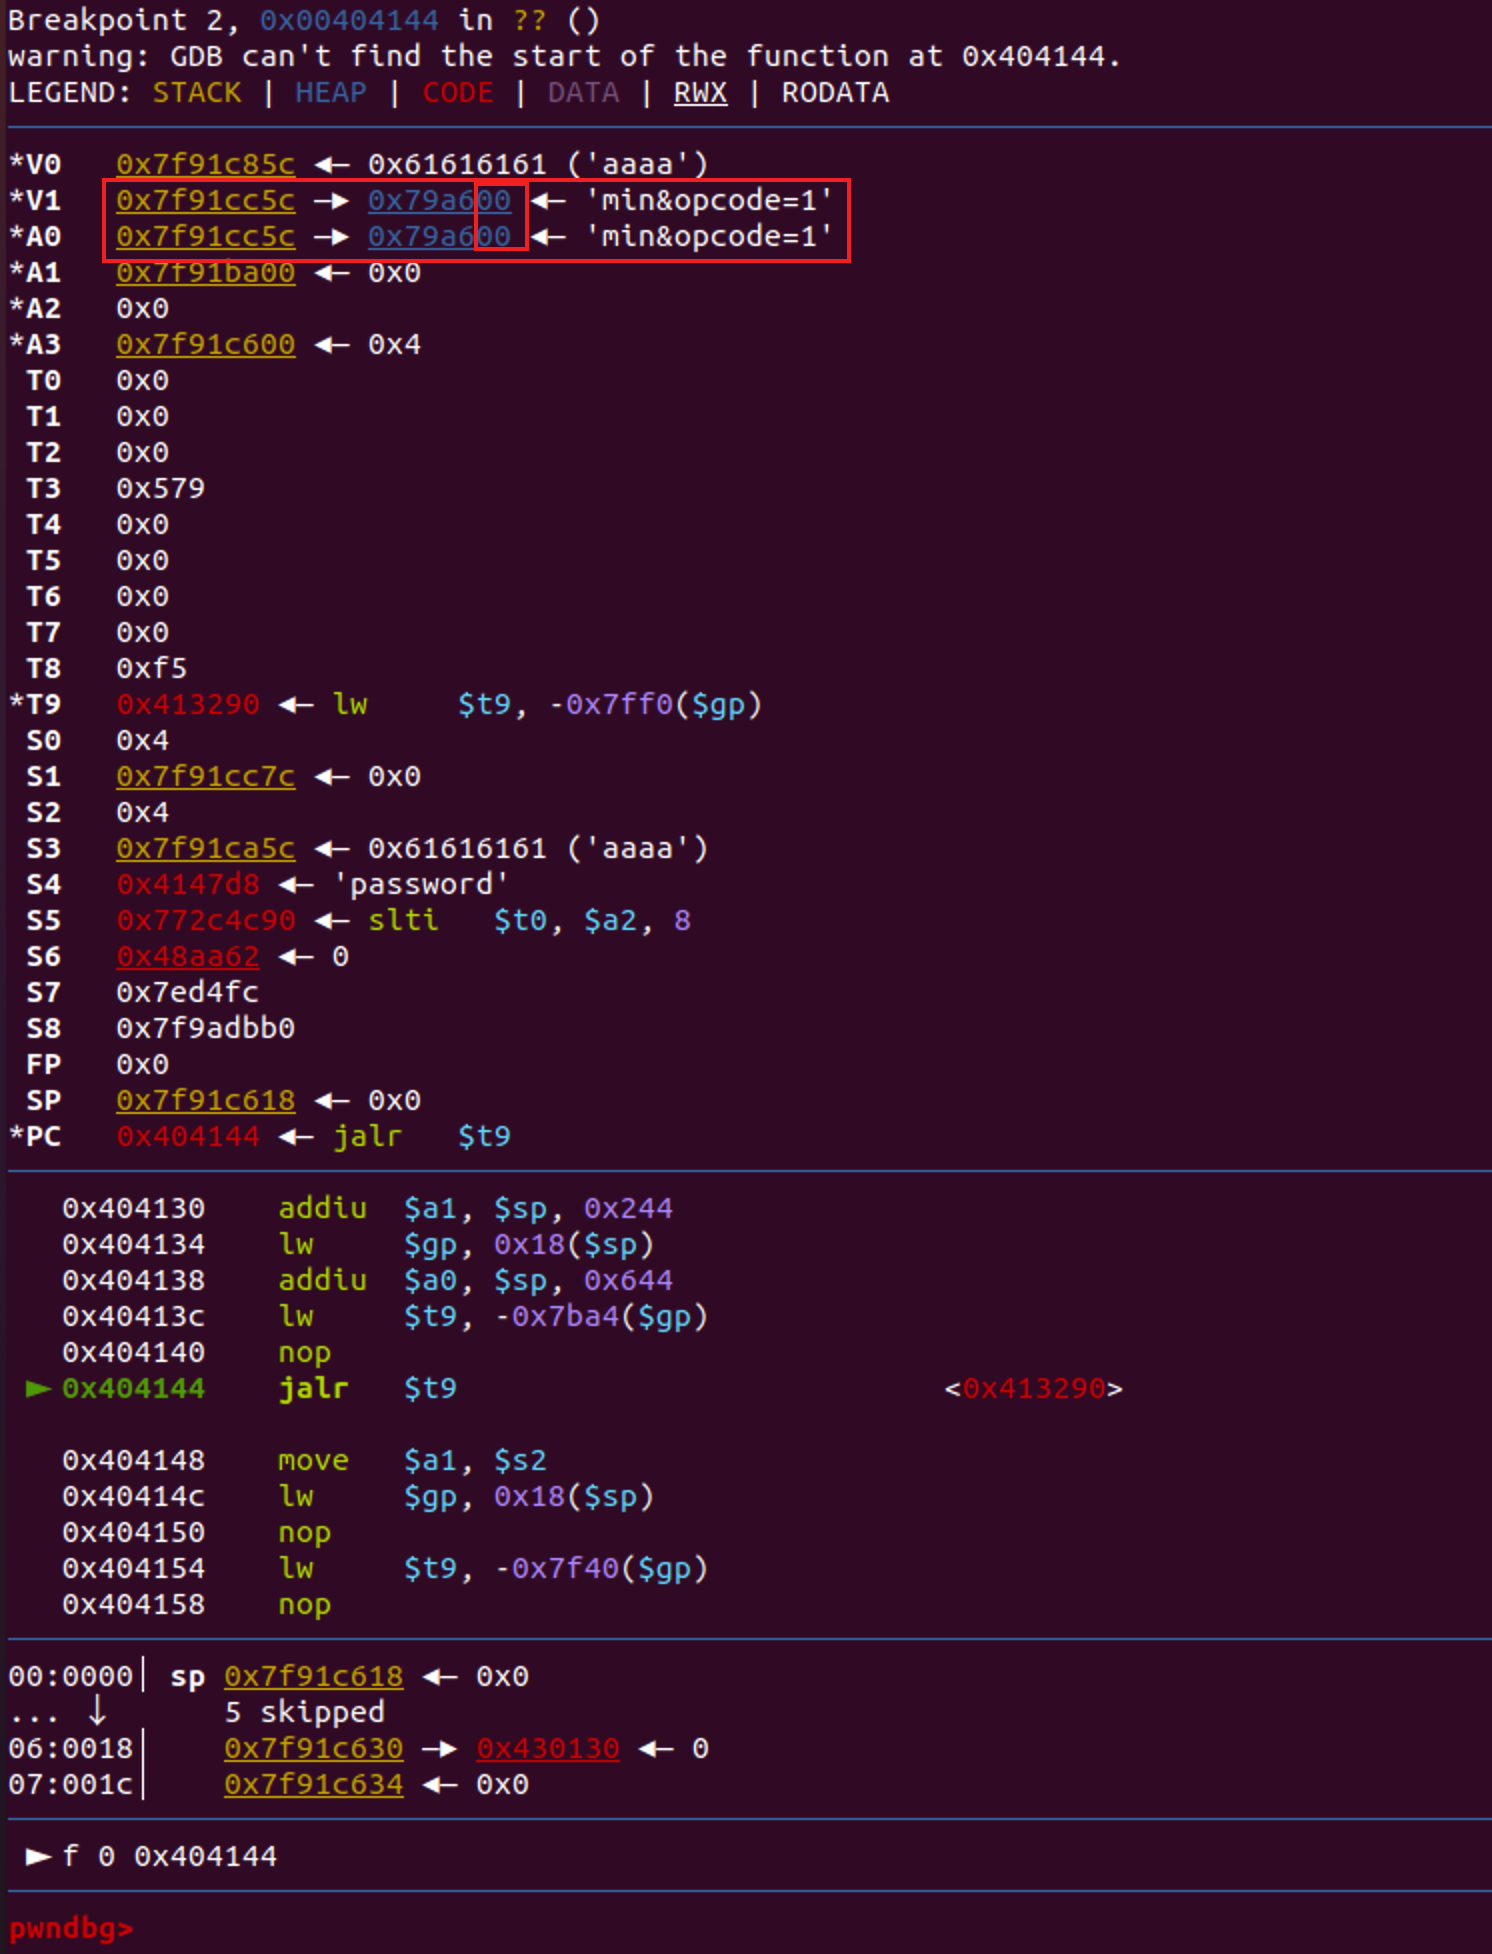 Breakpoint 2, 0x00404144 in ?? ()
warning: GDB can't find the start of the function at 0x404144.
LEGEND: STACK | HEAP | CODE | DATA | RWX | RODATA
*V0 0x7f91c85c ◂— 0x61616161 ('aaaa')
*V1 0x7f91cc5c —▸ 0x79a600 ◂— 'min&opcode=1'
*A0 0x7f91cc5c —▸ 0x79a600 ◂— 'min&opcode=1'
*A1 0x7f91ba00 ◂— 0x0
*A2 0x0
*A3 0x7f91c600 ◂— 0x4
T0 0x0
T1 0x0
T2 0x0
T3 0x579
T4 0x0
T5 0x0
T6 0x0
T7 0x0
T8 0xf5
*T9 0x413290 ◂— lw $t9, -0x7ff0($gp)
S0 0x4
S1 0x7f91cc7c ◂— 0x0
S2 0x4
S3 0x7f91ca5c ◂— 0x61616161 ('aaaa')
S4 0x4147d8 ◂— 'password'
S5 0x772c4c90 ◂— slti $t0, $a2, 8
S6 0x48aa62 ◂— 0
S7 0x7ed4fc
S8 0x7f9adbb0
FP 0x0
SP 0x7f91c618 ◂— 0x0
*PC 0x404144 ◂— jalr $t9
0x404130 addiu $a1, $sp, 0x244
0x404134 lw $gp, 0x18($sp)
0x404138 addiu $a0, $sp, 0x644
0x40413c lw $t9, -0x7ba4($gp)
0x404140 nop
► 0x404144 jalr $t9 <0x413290>
0x404148 move $a1, $s2
0x40414c lw $gp, 0x18($sp)
0x404150 nop
0x404154 lw $t9, -0x7f40($gp)
0x404158 nop
00:0000│ sp 0x7f91c618 ◂— 0x0
... ↓ 5 skipped
06:0018│ 0x7f91c630 —▸ 0x430130 ◂— 0
07:001c│ 0x7f91c634 ◂— 0x0
► f 0 0x404144
pwndbg>